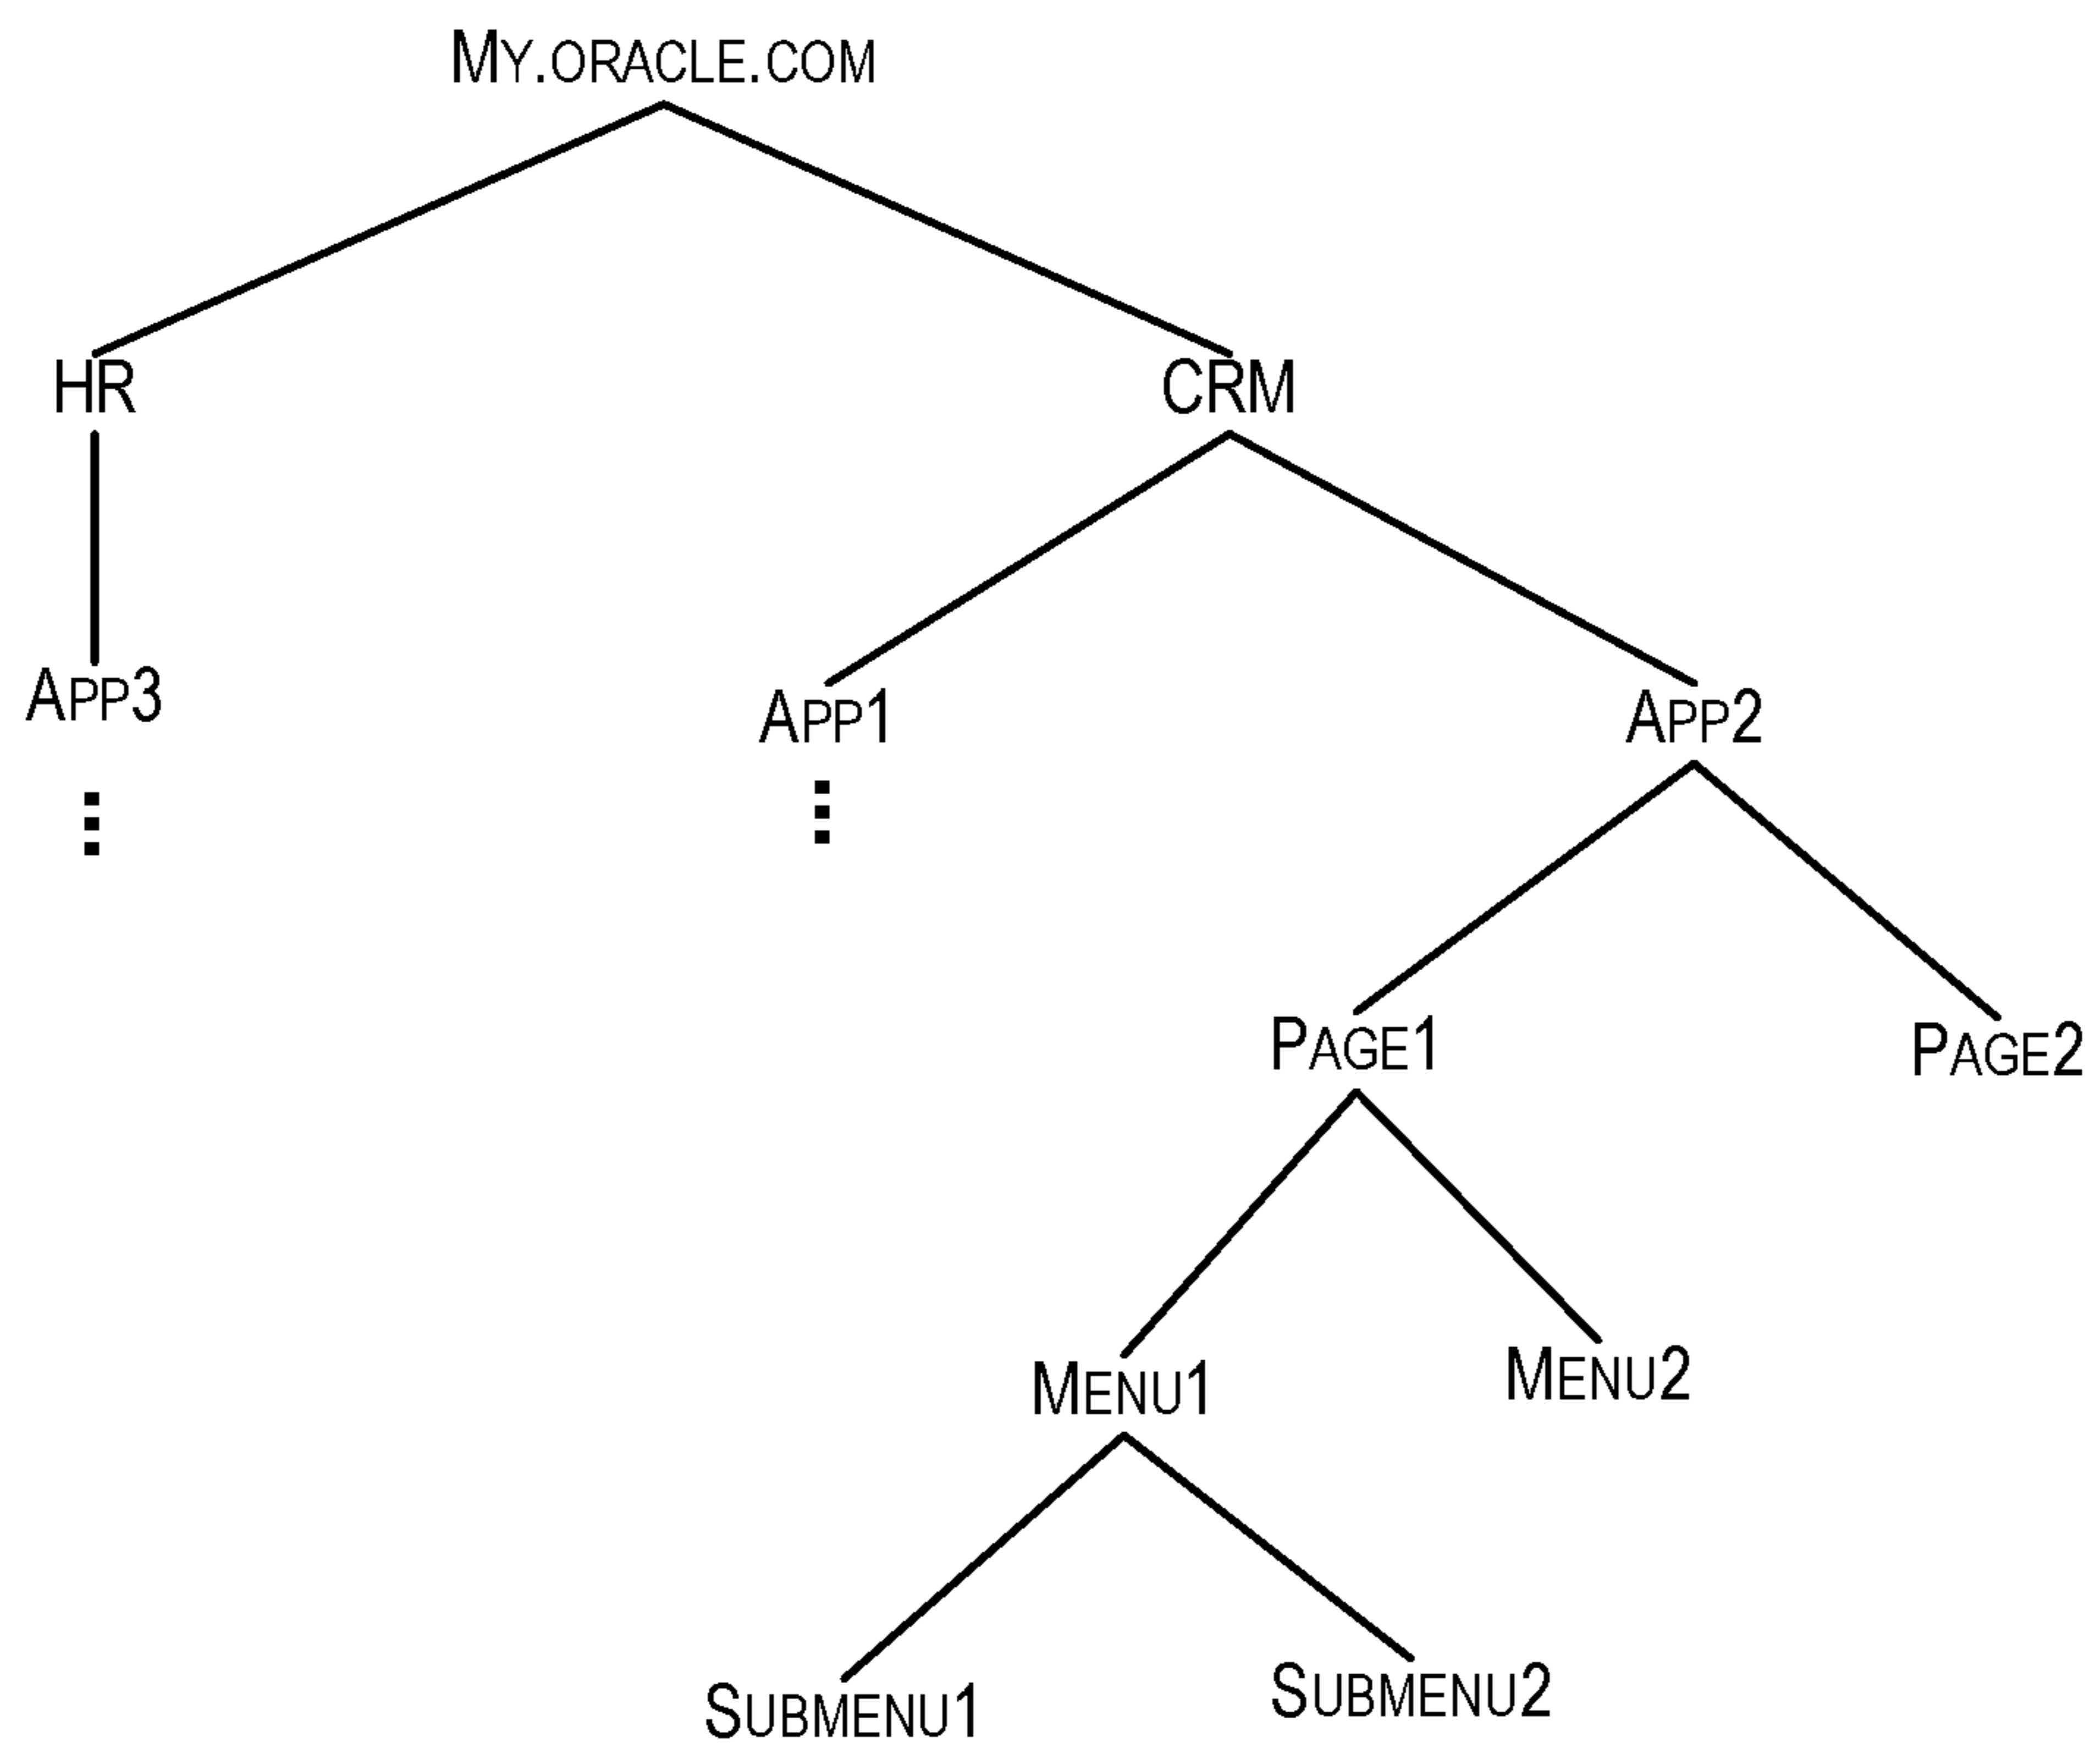 MY.ORACLE.COM
HR
CRM
APP3
APP1
APP2
PAGE1
PAGE2
MENU1
MENU2
SUBMENU1
SUBMENU2